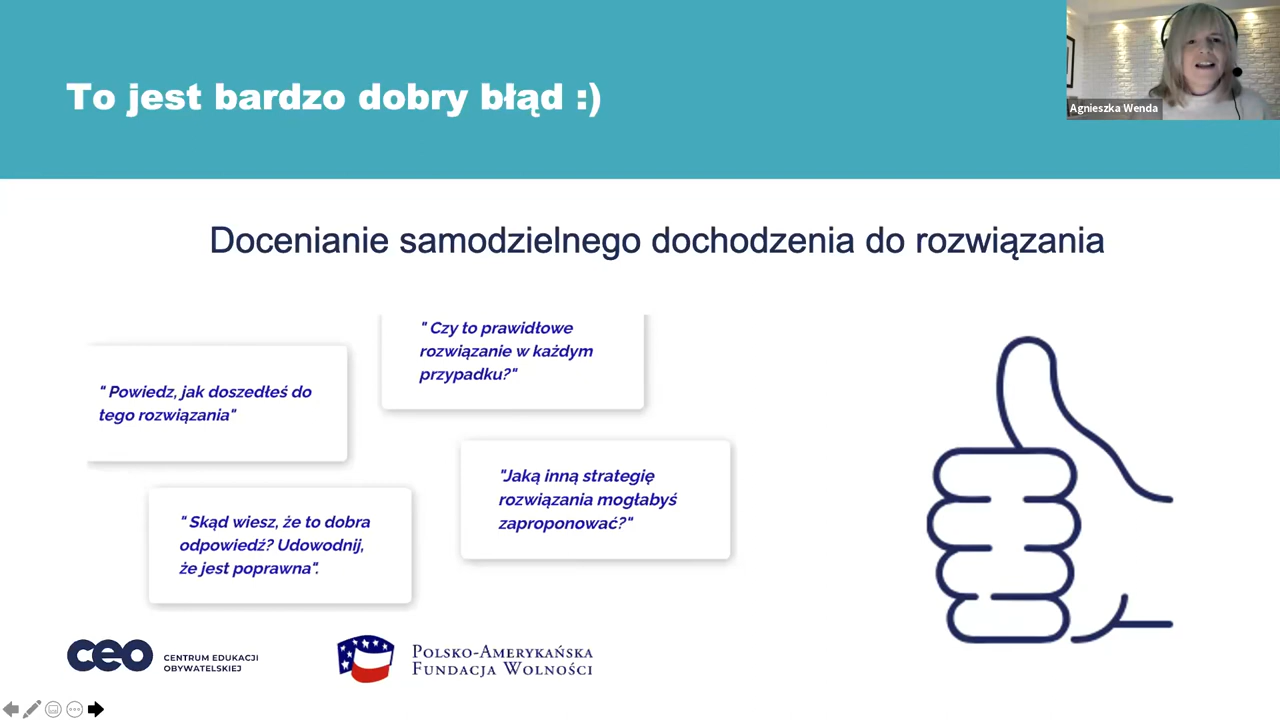 To jest bardzo dobry błąd :)
Agnieszka Wenda
Docenianie samodzielnego dochodzenia do rozwiązania
" Czy to prawidłowe
rozwiązanie w każdym
przypadku?"
" Powiedz, jak doszedłeś do
tego rozwiązania"
"Jaką inną strategię
rozwiązania mogłabyś
zaproponować?"
" Skąd wiesz, że to dobra
odpowiedź? Udowodnij,
że jest poprawna".
ceo
CENTRUM EDUKACJI
OBYWATELSKIEJ
POLSKO-AMERYKAŃSKA
FUNDACJA WOLNOŚCI